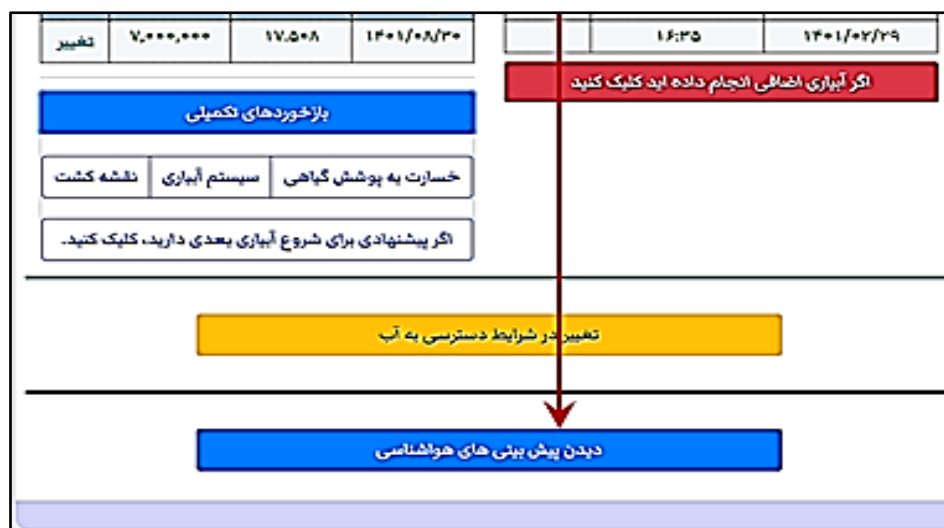 ۱۴۰۱/۰۲/۲۹ ۱۶:۳۵
اگر آبیاری اضافی انجام داده اید کلیک کنید
۱۴۰۱/۰۸/۳۰ ۱۷.۵۰۸ ۷,۰۰۰,۰۰۰ تغییر
بازخوردهای تکمیلی
خسارت به پوشش گیاهی سیستم آبیاری نقشه کشت
اگر پیشنهادی برای شروع آبیاری بعدی دارید، کلیک کنید.
تغییر در شرایط دسترسی به آب
دیدن پیش بینی های هواشناسی